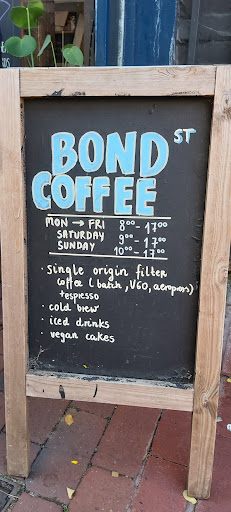 BOND ST
COFFEE
MON → FRI 8⁰⁰ - 17⁰⁰
SATURDAY 9⁰⁰ - 17⁰⁰
SUNDAY 10⁰⁰ - 17⁰⁰
· single origin filter
coffee (batch, V60, aeropress)
+espresso
· cold brew
· iced drinks
· vegan cakes